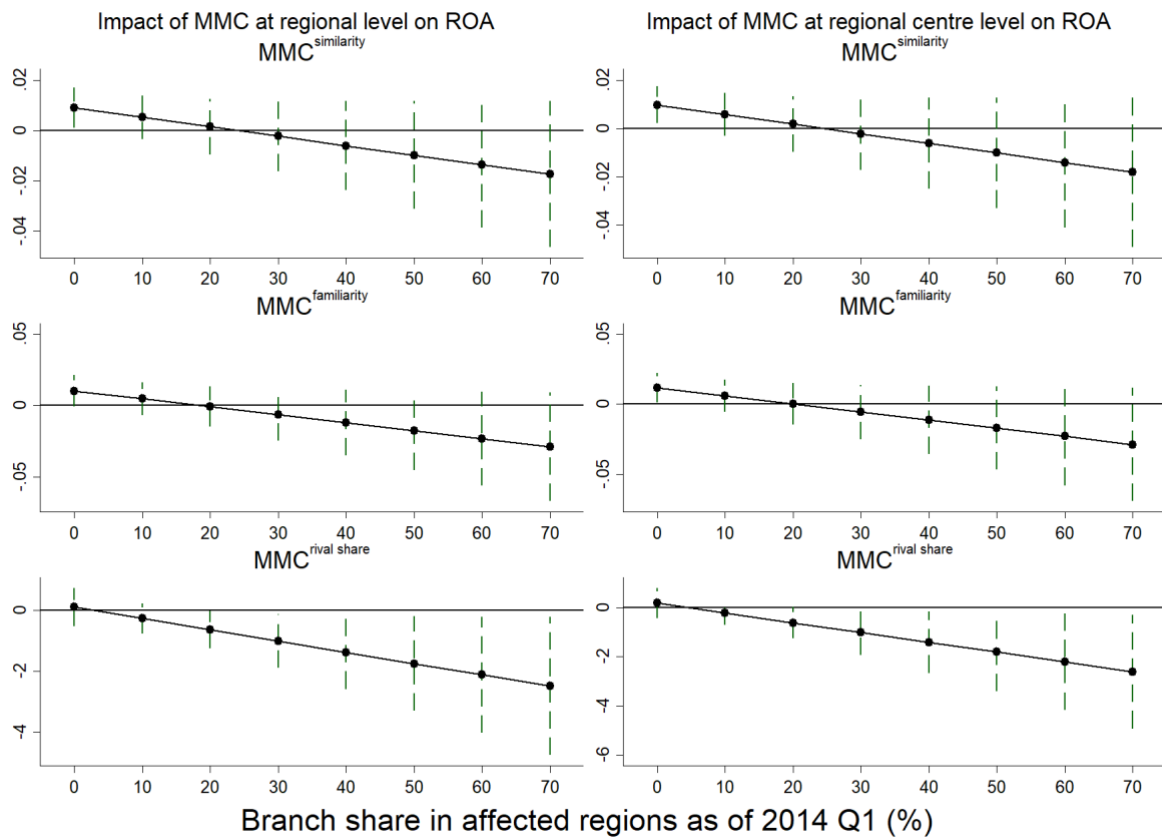 Impact of MMC at regional level on ROA
MMC^similarity
.02
0
-.02
-.04
0 10 20 30 40 50 60 70
Impact of MMC at regional centre level on ROA
MMC^similarity
.02
0
-.02
-.04
0 10 20 30 40 50 60 70
MMC^familiarity
.05
0
-.05
0 10 20 30 40 50 60 70
MMC^familiarity
.05
0
-.05
0 10 20 30 40 50 60 70
MMC^rival share
0
-2
-4
0 10 20 30 40 50 60 70
MMC^rival share
0
-2
-4
-6
0 10 20 30 40 50 60 70
Branch share in affected regions as of 2014 Q1 (%)